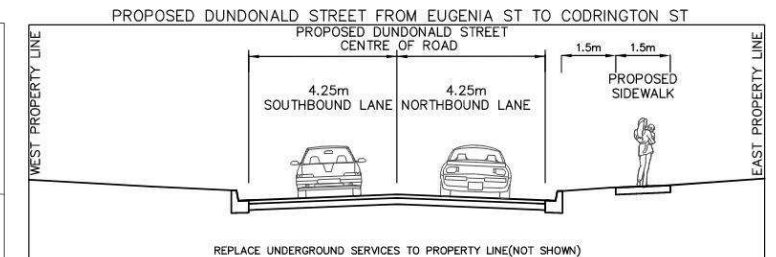 PROPOSED DUNDONALD STREET FROM EUGENIA ST TO CODRINGTON ST
PROPOSED DUNDONALD STREET
CENTRE OF ROAD
1.5m
1.5m
WEST PROPERTY LINE
EAST PROPERTY LINE
4.25m
SOUTHBOUND LANE
4.25m
NORTHBOUND LANE
PROPOSED
SIDEWALK
REPLACE UNDERGROUND SERVICES TO PROPERTY LINE(NOT SHOWN)